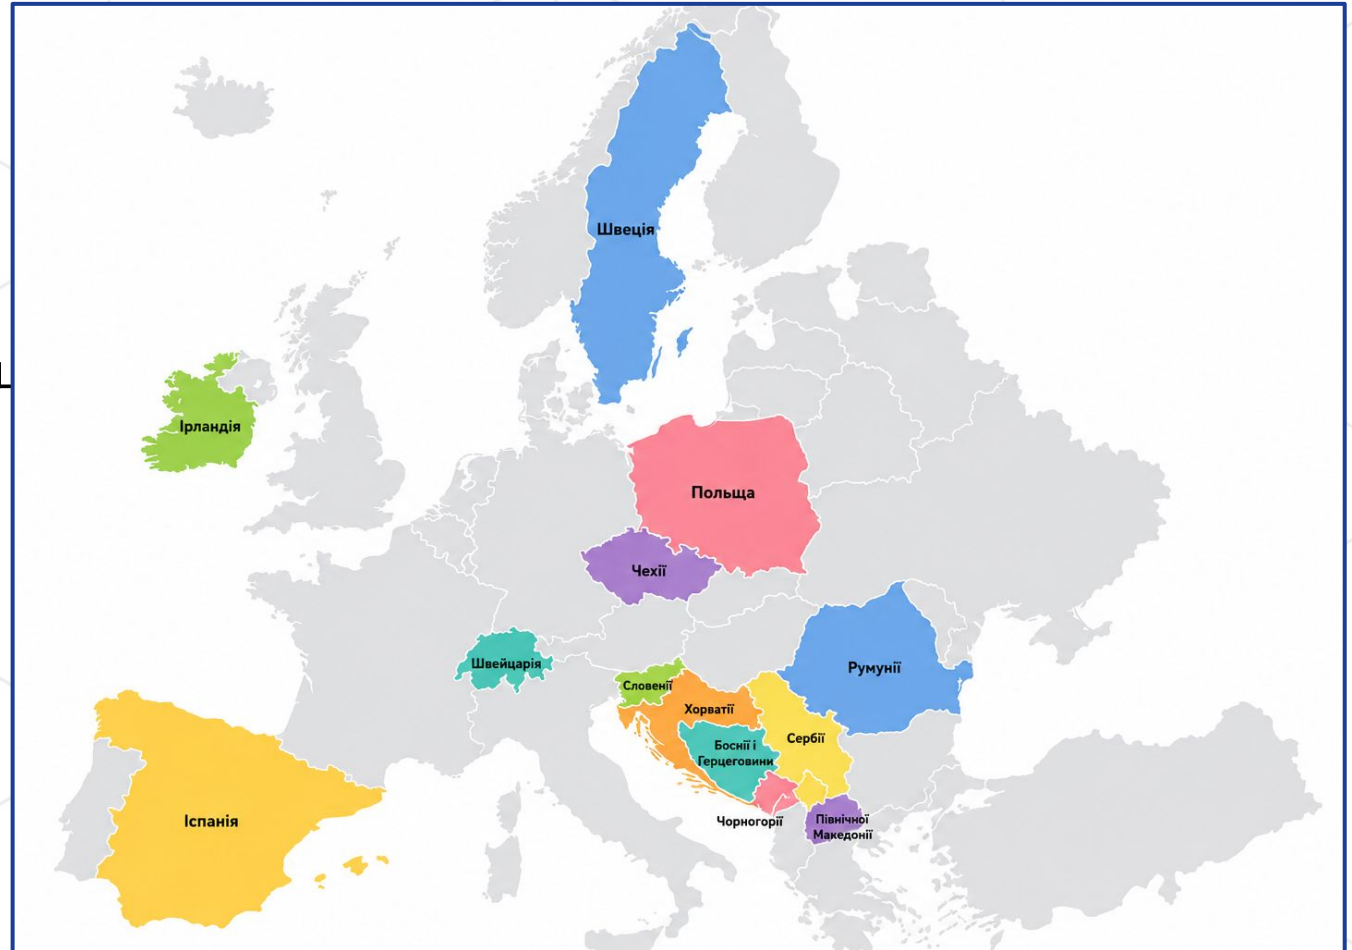 Швеція
Ірландія
Польща
Чехії
Швейцарія
Румунії
Словенії
Хорватії
Сербії
Боснії і
Герцеговини
Іспанія
Чорногорії
Північної
Македонії